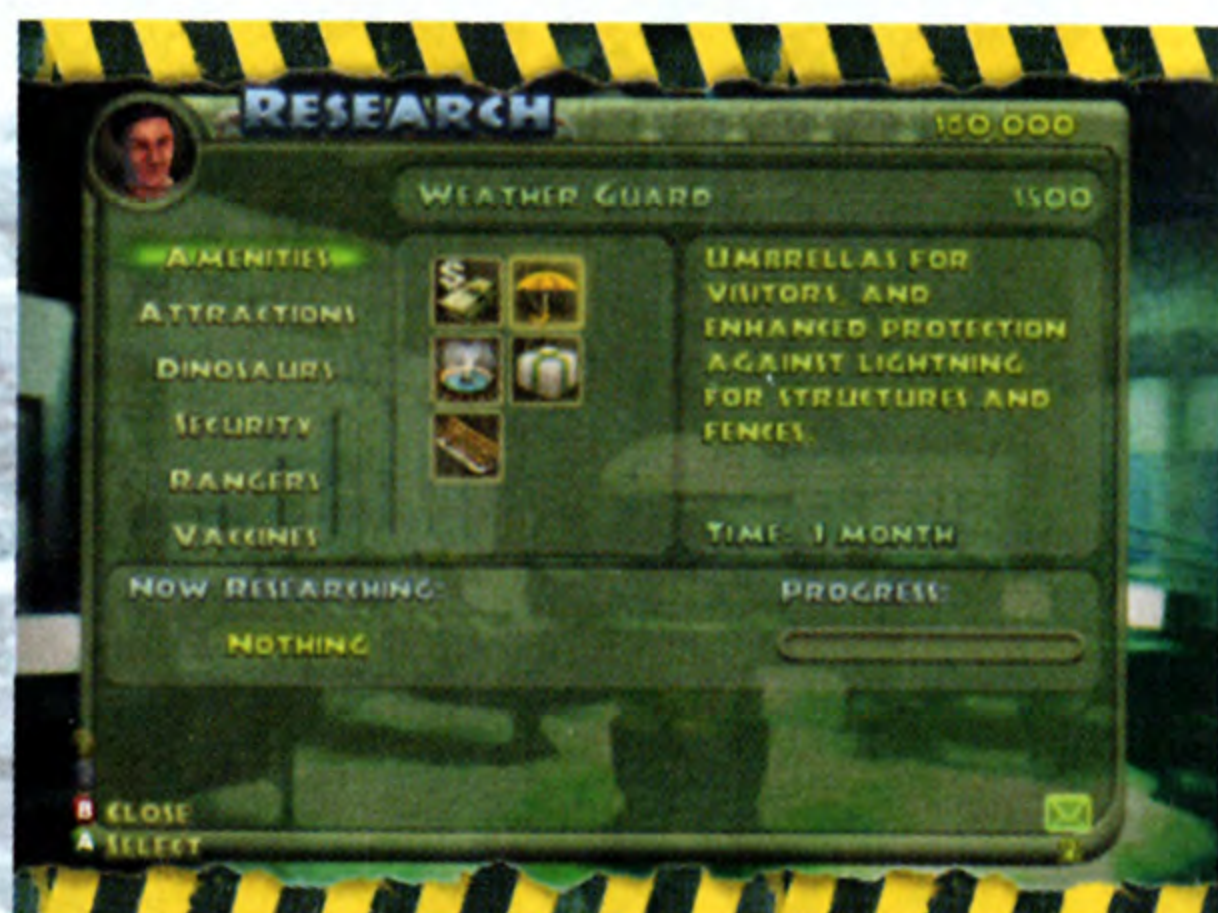 RESEARCH
150,000
WEATHER GUARD
1500
AMENITIES
ATTRACTIONS
DINOSAURS
SECURITY
RANGERS
VACCINES
$
UMBRELLAS FOR
VISITORS, AND
ENHANCED PROTECTION
AGAINST LIGHTNING
FOR STRUCTURES AND
FENCES.
TIME: 1 MONTH
NOW RESEARCHING:
NOTHING
PROGRESS:
B CLOSE
A SELECT
2